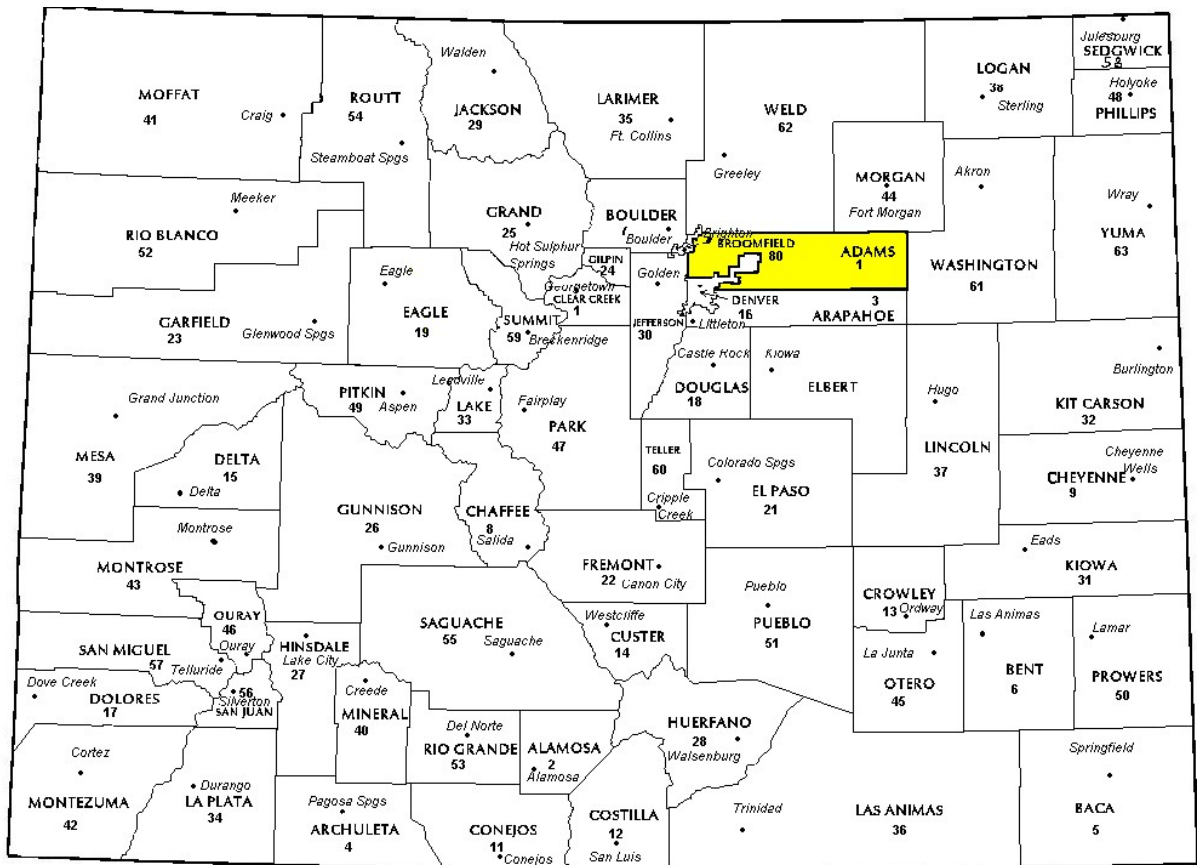 Walden
Julesburg
SEDGWICK
58
LOGAN
38
Sterling
Holyoke
48
PHILLIPS
MOFFAT
41
Craig
ROUTT
54
Steamboat Spgs
JACKSON
29
LARIMER
35
Ft. Collins
WELD
62
Greeley
MORGAN
44
Fort Morgan
Akron
WASHINGTON
61
Wray
YUMA
63
Meeker
RIO BLANCO
52
GRAND
25
Hot Sulphur
Springs
BOULDER
Boulder
Brighton
BROOMFIELD
80
ADAMS
1
GILPIN
24
Georgetown
CLEAR CREEK
1
Golden
JEFFERSON
30
DENVER
16
3
ARAPAHOE
Littleton
Eagle
EAGLE
19
SUMMIT
59
Breckenridge
GARFIELD
23
Glenwood Spgs
Castle Rock
DOUGLAS
18
Kiowa
ELBERT
Hugo
LINCOLN
37
Burlington
KIT CARSON
32
PITKIN
49
Aspen
Leadville
LAKE
33
Fairplay
PARK
47
Grand Junction
MESA
39
DELTA
15
Delta
TELLER
60
Cripple
Creek
Colorado Spgs
EL PASO
21
Cheyenne
Wells
CHEYENNE
9
GUNNISON
26
Gunnison
CHAFFEE
8
Salida
Montrose
MONTROSE
43
FREMONT
22
Canon City
Eads
KIOWA
31
OURAY
46
Ouray
HINSDALE
Lake City
27
SAGUACHE
55
Saguache
Westcliffe
CUSTER
14
Pueblo
PUEBLO
51
CROWLEY
13
Ordway
Las Animas
BENT
6
Lamar
PROWERS
50
SAN MIGUEL
57
Telluride
La Junta
OTERO
45
Dove Creek
DOLORES
17
56
Silverton
SAN JUAN
Creede
MINERAL
40
Del Norte
RIO GRANDE
53
ALAMOSA
2
Alamosa
HUERFANO
28
Walsenburg
Cortez
MONTEZUMA
42
Durango
LA PLATA
34
Pagosa Spgs
ARCHULETA
4
CONEJOS
11
Conejos
COSTILLA
12
San Luis
Trinidad
LAS ANIMAS
36
Springfield
BACA
5